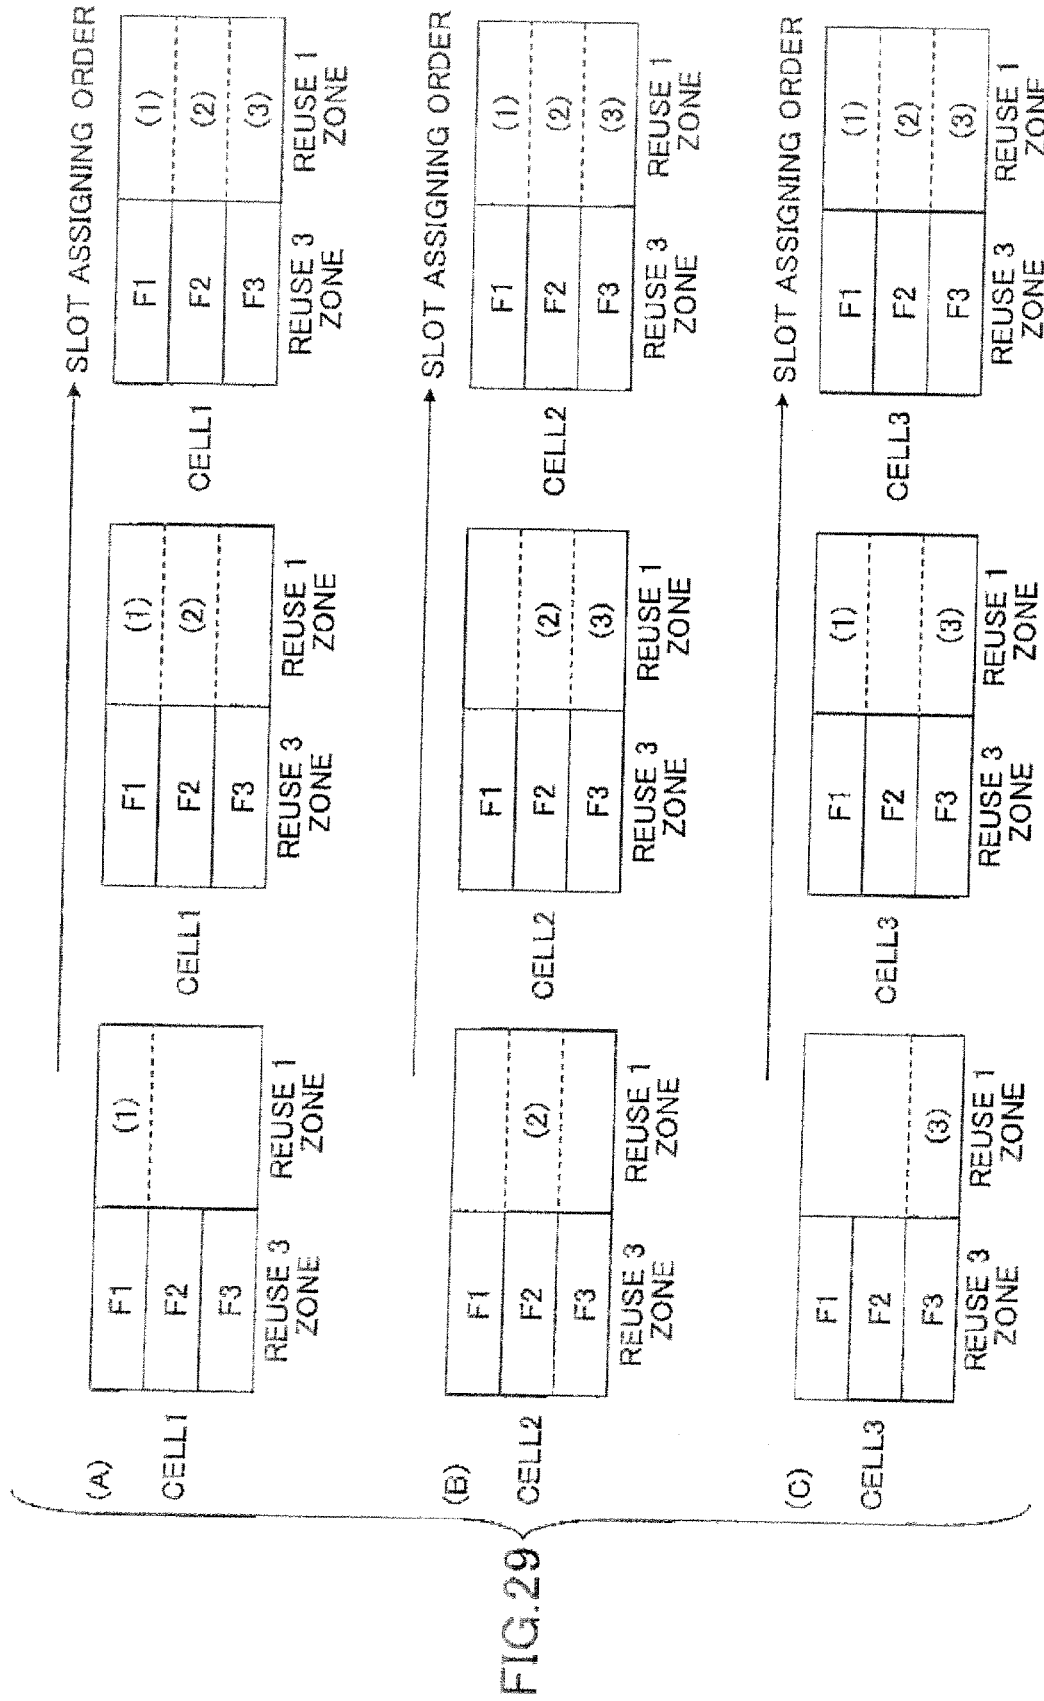 FIG.29
(A)
SLOT ASSIGNING ORDER
CELL1
F1
F2
F3
(1)
REUSE 3
ZONE
REUSE 1
ZONE
CELL1
F1
F2
F3
(1)
(2)
REUSE 3
ZONE
REUSE 1
ZONE
CELL1
F1
F2
F3
(1)
(2)
(3)
REUSE 3
ZONE
REUSE 1
ZONE
(B)
SLOT ASSIGNING ORDER
CELL2
F1
F2
F3
(2)
REUSE 3
ZONE
REUSE 1
ZONE
CELL2
F1
F2
F3
(2)
(3)
REUSE 3
ZONE
REUSE 1
ZONE
CELL2
F1
F2
F3
(1)
(2)
(3)
REUSE 3
ZONE
REUSE 1
ZONE
(C)
SLOT ASSIGNING ORDER
CELL3
F1
F2
F3
(3)
REUSE 3
ZONE
REUSE 1
ZONE
CELL3
F1
F2
F3
(1)
(3)
REUSE 3
ZONE
REUSE 1
ZONE
CELL3
F1
F2
F3
(1)
(2)
(3)
REUSE 3
ZONE
REUSE 1
ZONE